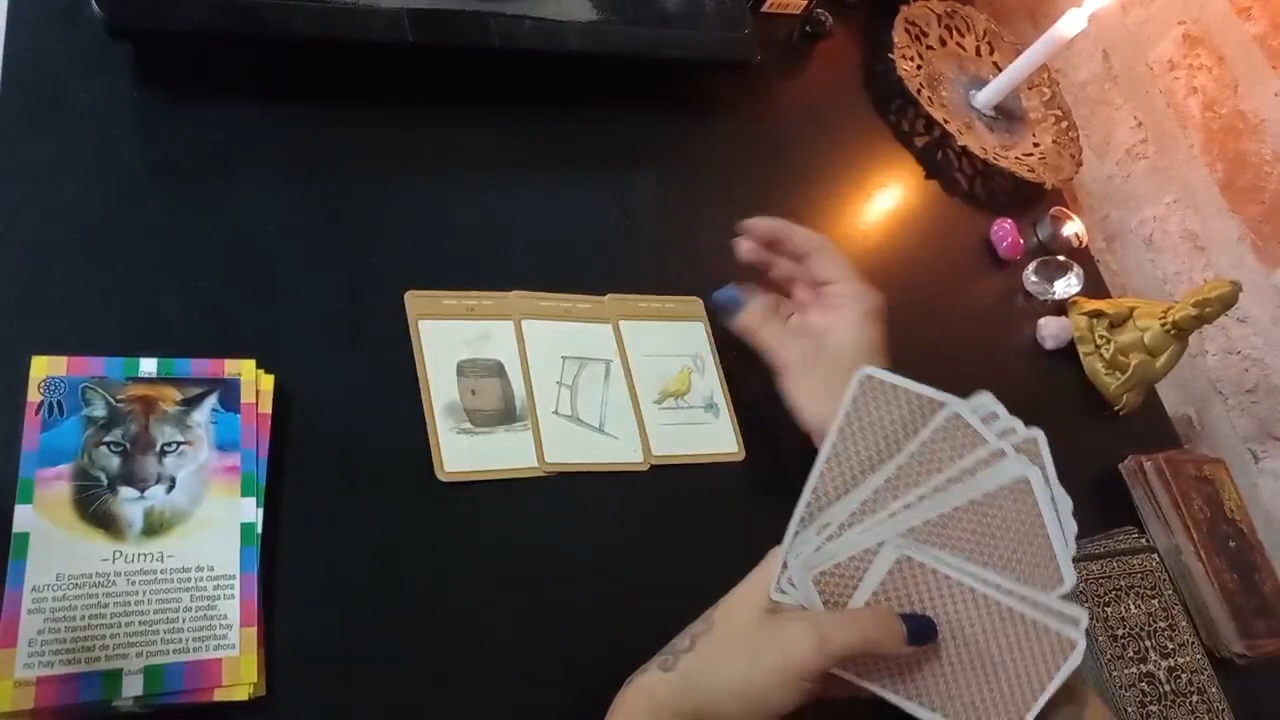 -Puma-
El puma hoy te confiere el poder de la
AUTOCONFIANZA. Te confirma que ya cuentas
con suficientes recursos y conocimientos, ahora
solo queda confiar más en ti mismo. Entrega tus
miedos a este poderoso animal de poder,
el los transformará en seguridad y confianza.
El puma aparece en nuestras vidas cuando hay
una necesidad de protección física y espiritual,
no hay nada que temer, el puma está en ti ahora.